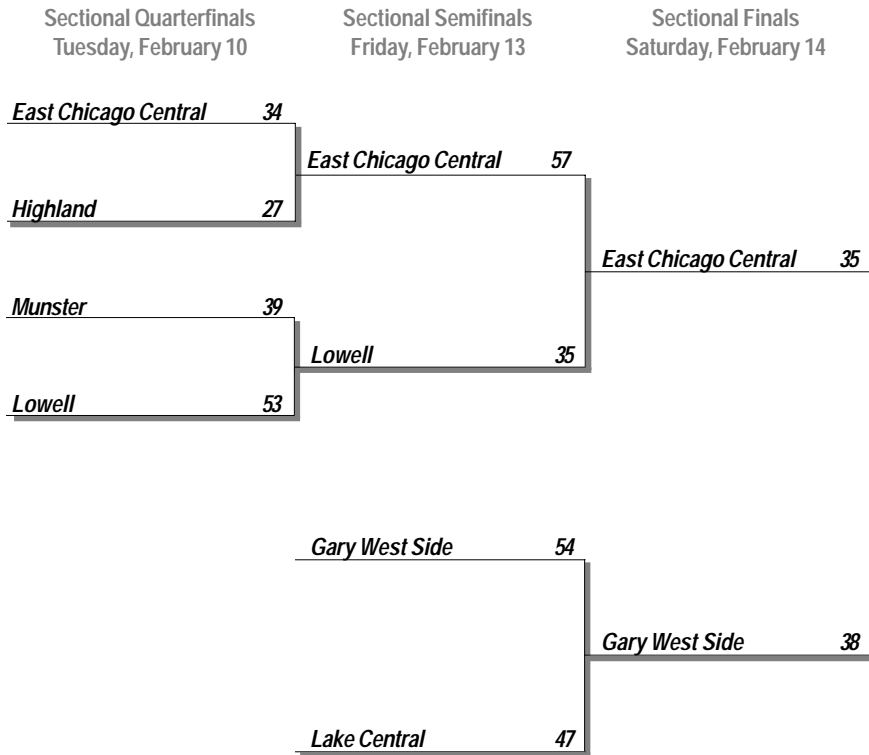 Sectional Quarterfinals
Tuesday, February 10
Sectional Semifinals
Friday, February 13
Sectional Finals
Saturday, February 14
East Chicago Central 34
Highland 27
Munster 39
Lowell 53
East Chicago Central 57
Lowell 35
Gary West Side 54
Lake Central 47
East Chicago Central 35
Gary West Side 38